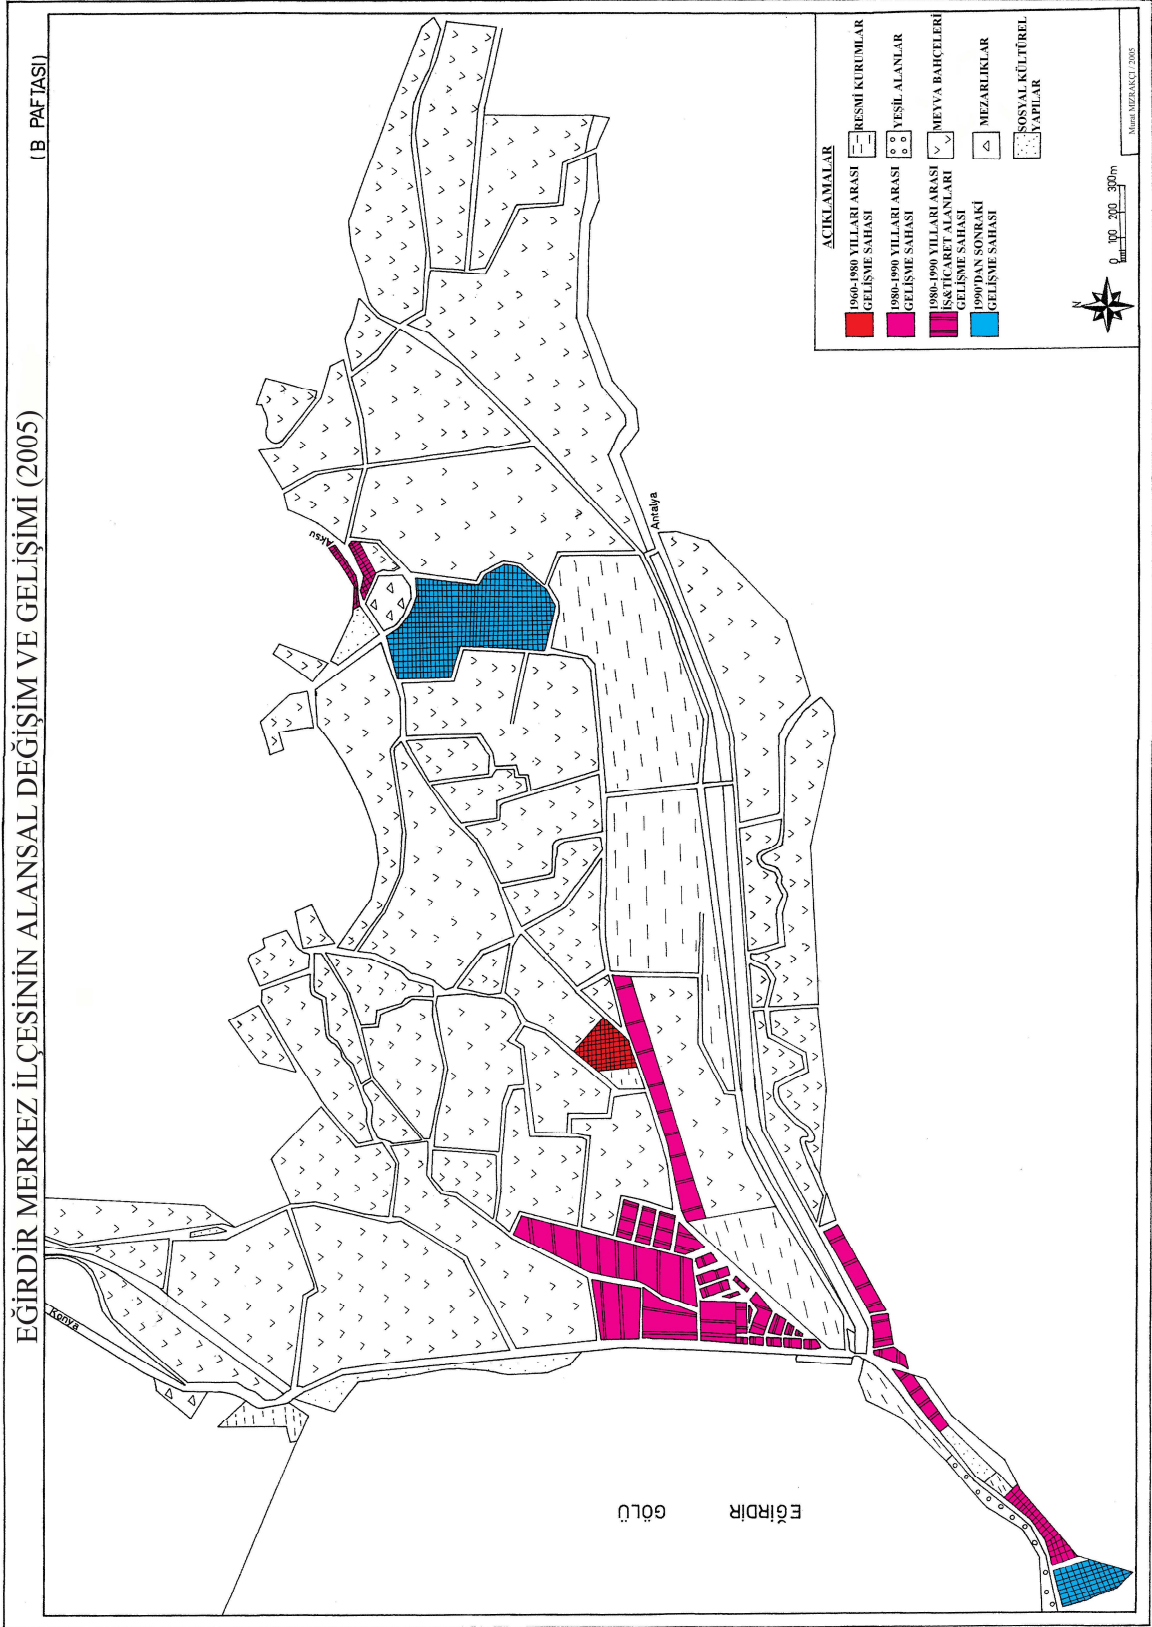 EĞİRDİR MERKEZ İLÇESİNİN ALANSAL DEĞİŞİM VE GELİŞİMİ (2005)
(B PAFTASI)
Konya
Aksu
Antalya
EĞİRDİR
GÖLÜ
AÇIKLAMALAR
1960-1980 YILLARI ARASI
GELİŞME SAHASI
1980-1990 YILLARI ARASI
GELİŞME SAHASI
1980-1990 YILLARI ARASI
İŞ&TİCARET ALANLARI
GELİŞME SAHASI
1990'DAN SONRAKİ
GELİŞME SAHASI
RESMİ KURUMLAR
YEŞİL ALANLAR
MEYVA BAHÇELERİ
MEZARLIKLAR
SOSYAL KÜLTÜREL
YAPILAR
N
0 100 200 300m
Murat MIZRAKÇI / 2005